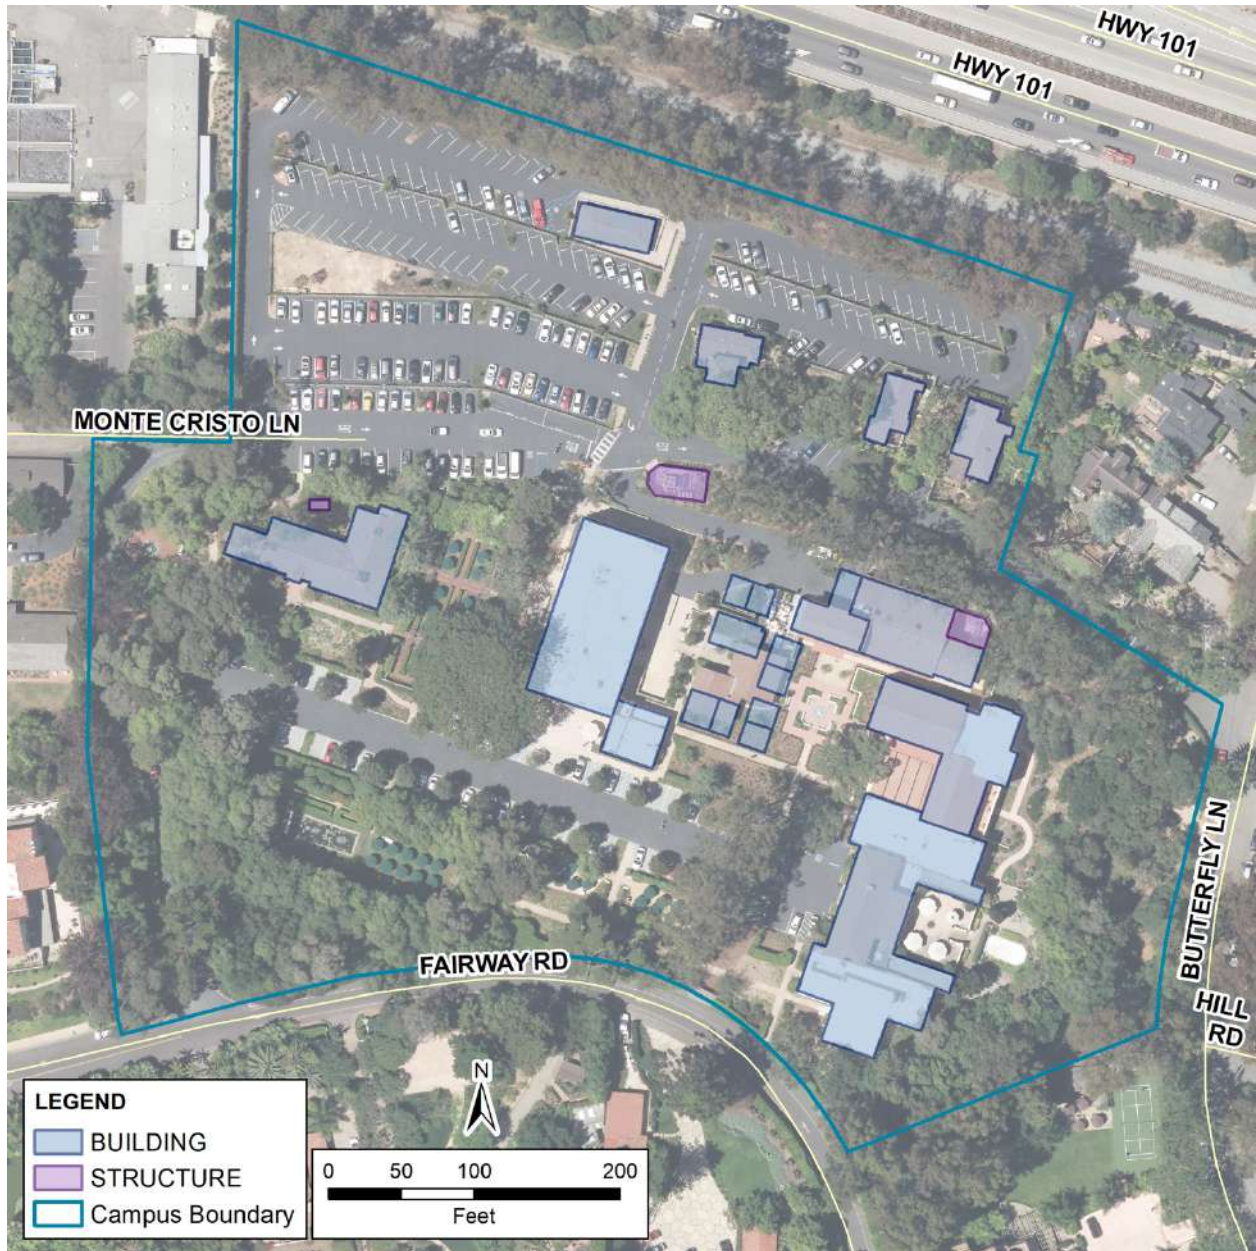 HWY 101
HWY 101
MONTE CRISTO LN
BUTTERFLY LN
FAIRWAY RD
HILL
RD
N
LEGEND
BUILDING
STRUCTURE
Campus Boundary
0 50 100 200
Feet